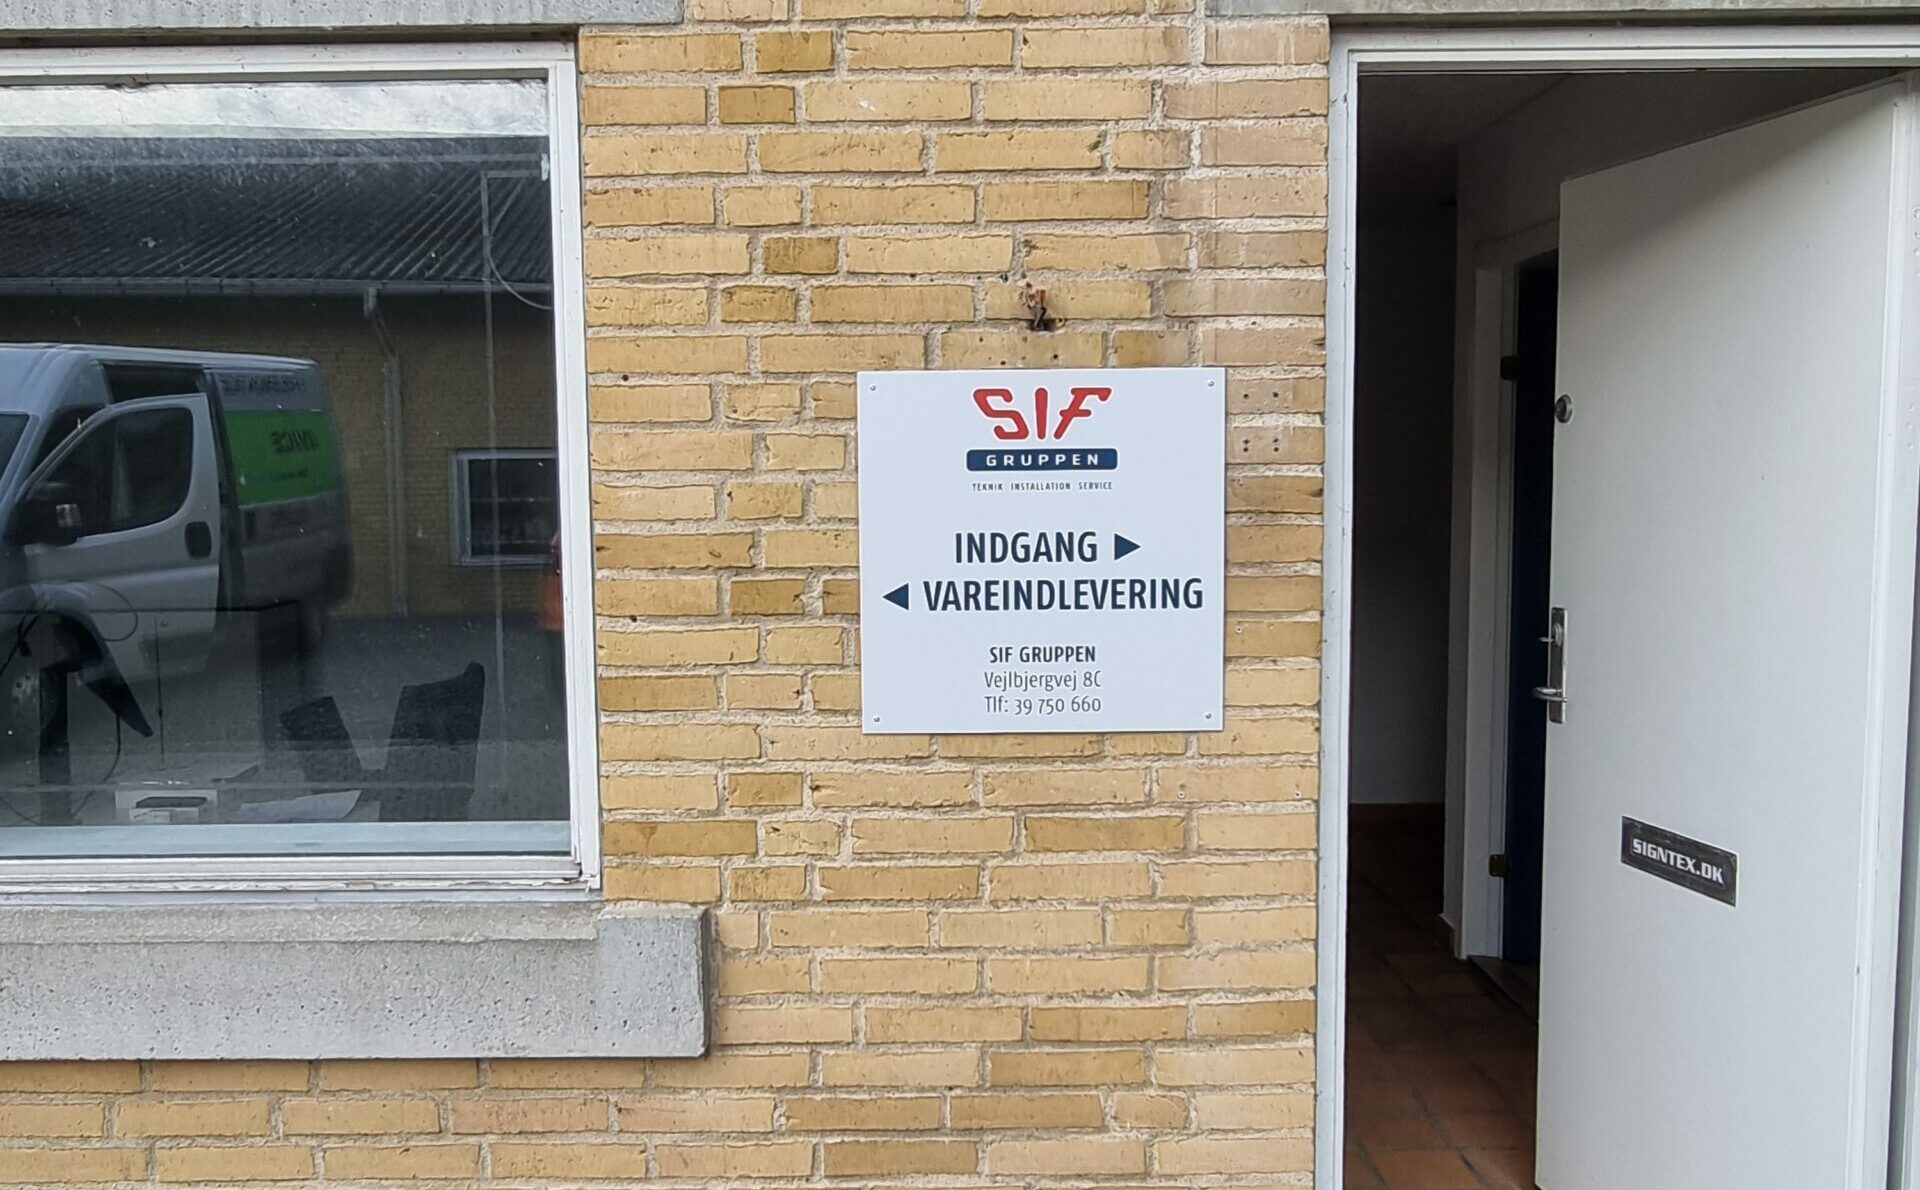 SIF
GRUPPEN
TEKNIK INSTALLATION SERVICE
INDGANG ▶
◀ VAREINDLEVERING
SIF GRUPPEN
Vejlbjergvej 8C
Tlf: 39 750 660
SIGNTEX.DK